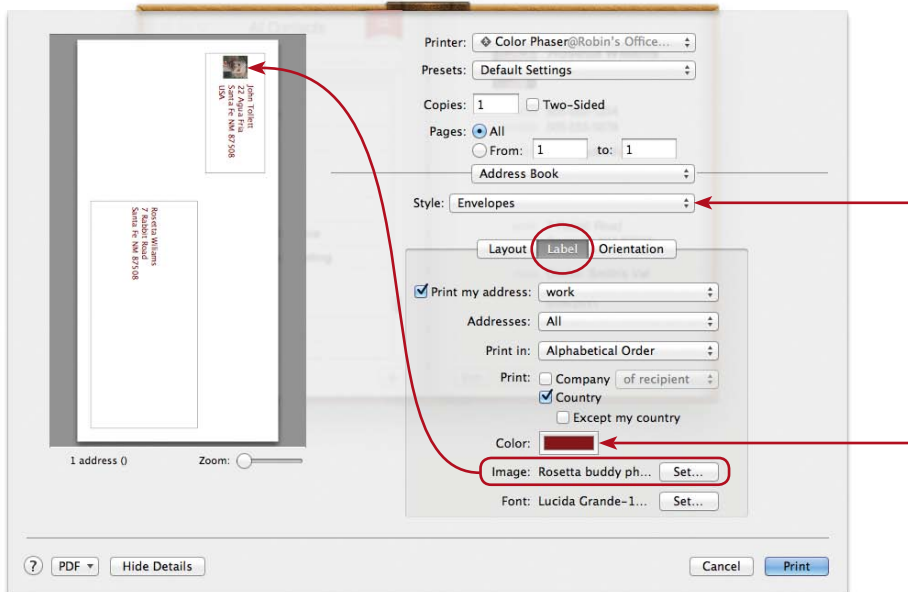 All Contacts
Printer: Color Phaser@Robin's Office...
Presets: Default Settings
Copies: 1 Two-Sided
Pages: All
From: 1 to: 1
Address Book
Style: Envelopes
Layout Label Orientation
Print my address: work
Addresses: All
Print in: Alphabetical Order
Print: Company of recipient
Country
Except my country
Color:
Image: Rosetta buddy ph... Set...
Font: Lucida Grande-1... Set...
John Tollett
22 Agua Fria
Santa Fe NM 87508
USA
Rosetta Wiliams
7 Rabbit Road
Santa Fe NM 87508
1 address () Zoom:
? PDF Hide Details Cancel Print